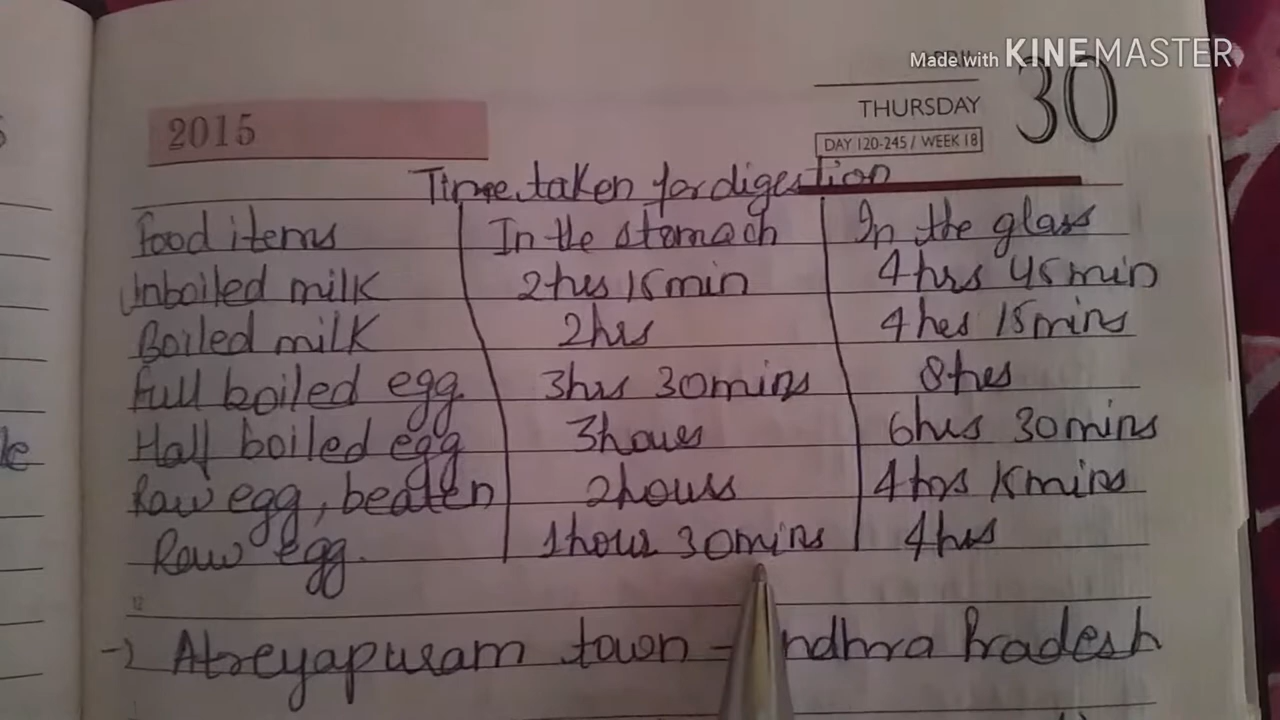 Made with KINEMASTER
30
THURSDAY
2015
DAY 120-245 / WEEK 18
Time taken for digestion
Food items In the stomach In the glass
Unboiled milk 2hrs 15min 4hrs 45min
Boiled milk 2hrs 4hrs 15mins
Full boiled egg 3hrs 30mins 8hrs
Half boiled egg 3hours 6hrs 30mins
Raw egg, beaten 2hours 4hrs 15mins
Raw egg. 1hour 30mins 4hrs
12
→ Atreyapuram town - ndhra Pradesh